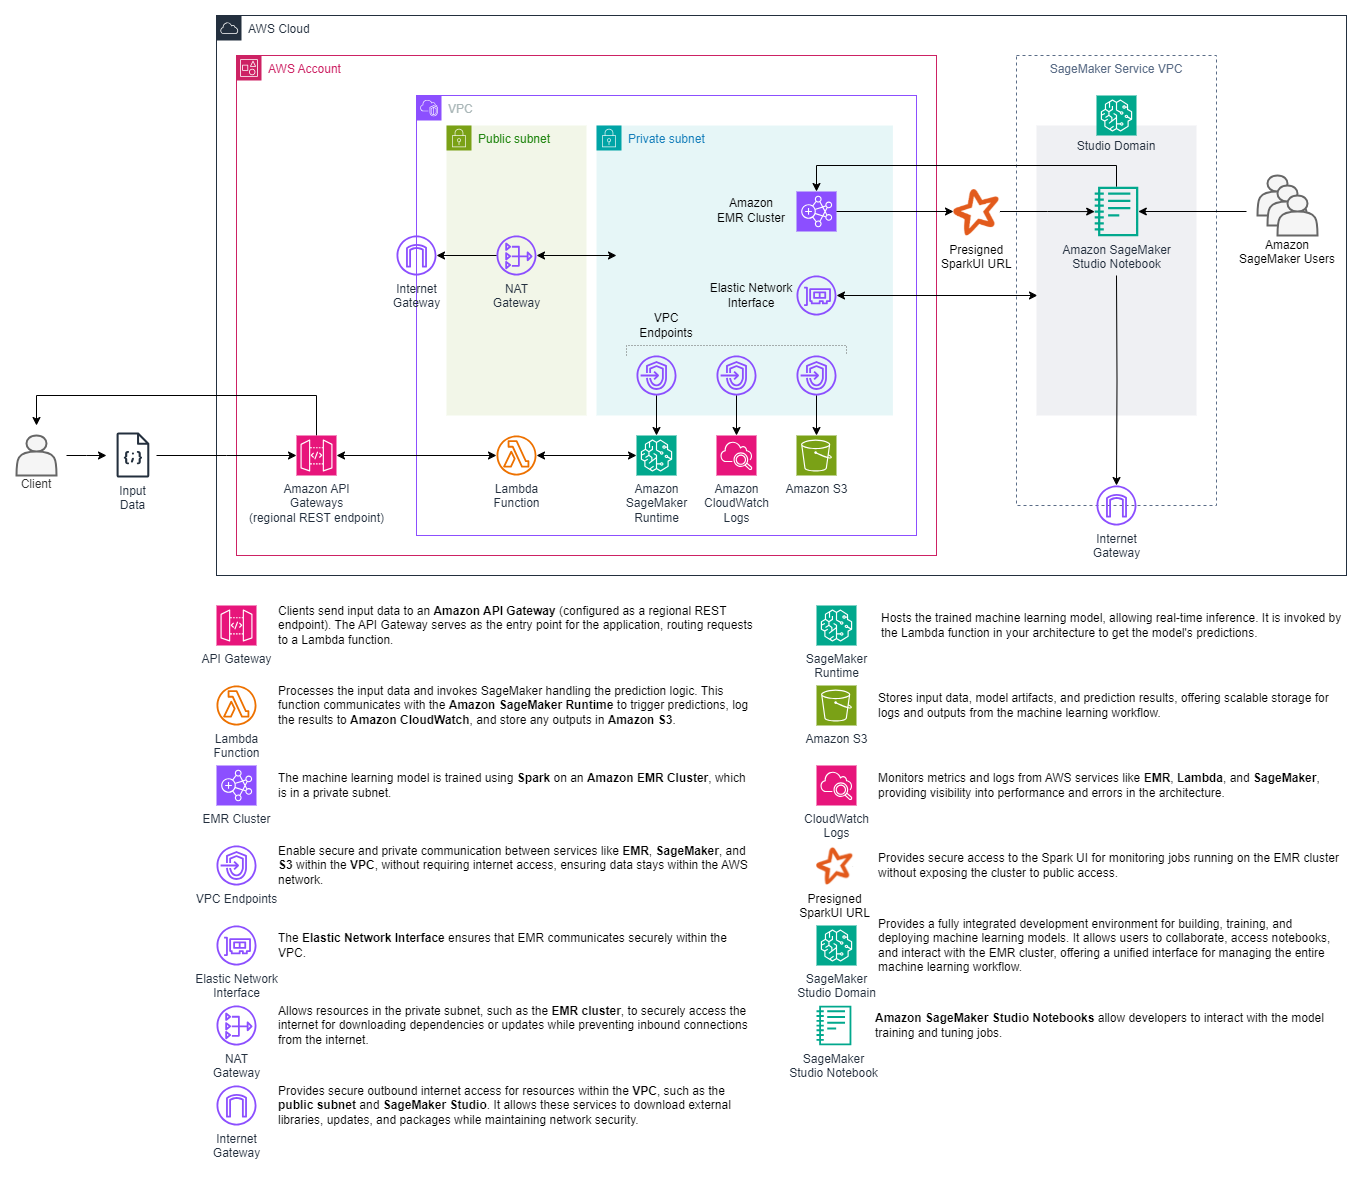 AWS Cloud
AWS Account
SageMaker Service VPC
VPC
Public subnet
Private subnet
Studio Domain
Amazon
EMR Cluster
Presigned
SparkUI URL
Amazon SageMaker
Studio Notebook
Amazon
SageMaker Users
Internet
Gateway
NAT
Gateway
Elastic Network
Interface
VPC
Endpoints
Client
{;}
Input
Data
</>
Amazon API
Gateways
(regional REST endpoint)
Lambda
Function
Amazon
SageMaker
Runtime
Amazon
CloudWatch
Logs
Amazon S3
Internet
Gateway
</>
API Gateway
Clients send input data to an Amazon API Gateway (configured as a regional REST
endpoint). The API Gateway serves as the entry point for the application, routing requests
to a Lambda function.
Lambda
Function
Processes the input data and invokes SageMaker handling the prediction logic. This
function communicates with the Amazon SageMaker Runtime to trigger predictions, log
the results to Amazon CloudWatch, and store any outputs in Amazon S3.
EMR Cluster
The machine learning model is trained using Spark on an Amazon EMR Cluster, which
is in a private subnet.
VPC Endpoints
Enable secure and private communication between services like EMR, SageMaker, and
S3 within the VPC, without requiring internet access, ensuring data stays within the AWS
network.
Elastic Network
Interface
The Elastic Network Interface ensures that EMR communicates securely within the
VPC.
NAT
Gateway
Allows resources in the private subnet, such as the EMR cluster, to securely access the
internet for downloading dependencies or updates while preventing inbound connections
from the internet.
Internet
Gateway
Provides secure outbound internet access for resources within the VPC, such as the
public subnet and SageMaker Studio. It allows these services to download external
libraries, updates, and packages while maintaining network security.
SageMaker
Runtime
Hosts the trained machine learning model, allowing real-time inference. It is invoked by
the Lambda function in your architecture to get the model's predictions.
Amazon S3
Stores input data, model artifacts, and prediction results, offering scalable storage for
logs and outputs from the machine learning workflow.
CloudWatch
Logs
Monitors metrics and logs from AWS services like EMR, Lambda, and SageMaker,
providing visibility into performance and errors in the architecture.
Presigned
SparkUI URL
Provides secure access to the Spark UI for monitoring jobs running on the EMR cluster
without exposing the cluster to public access.
SageMaker
Studio Domain
Provides a fully integrated development environment for building, training, and
deploying machine learning models. It allows users to collaborate, access notebooks,
and interact with the EMR cluster, offering a unified interface for managing the entire
machine learning workflow.
SageMaker
Studio Notebook
Amazon SageMaker Studio Notebooks allow developers to interact with the model
training and tuning jobs.